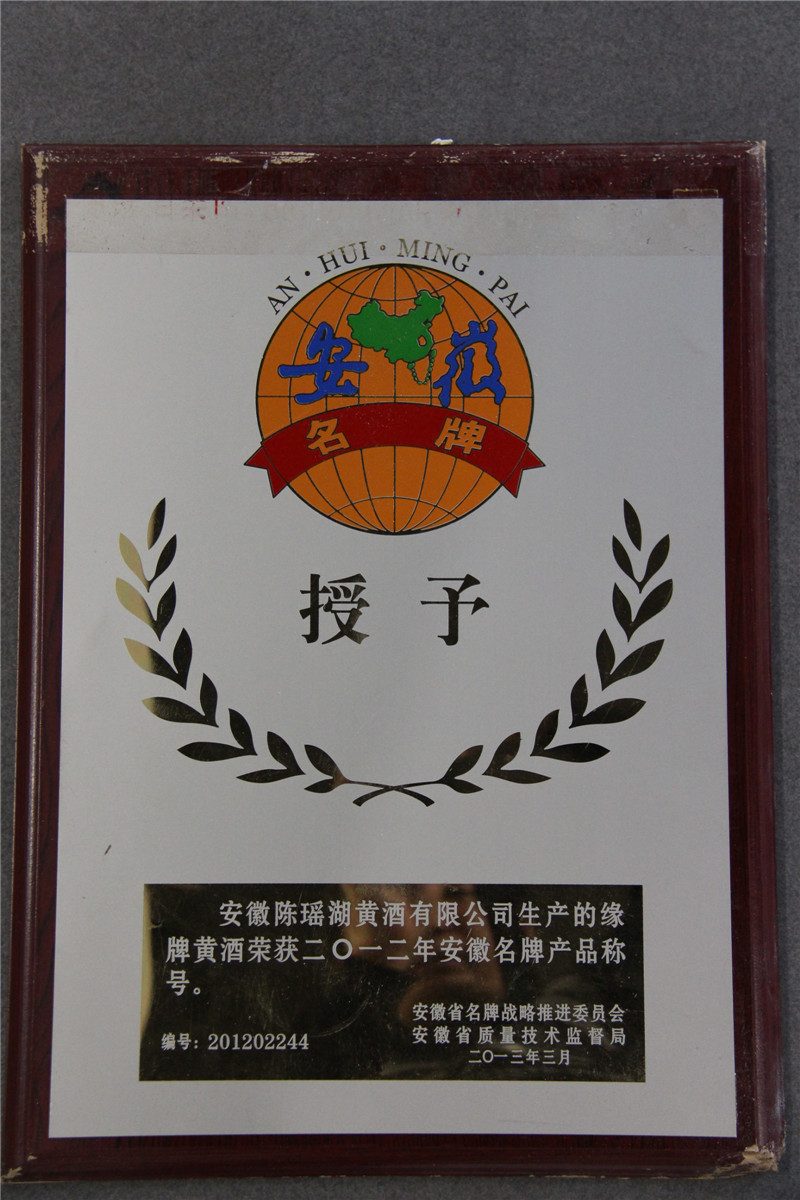 AN·HUI·MING·PAI
安徽
名牌
授予
安徽陈瑶湖黄酒有限公司生产的缘
牌黄酒荣获二〇一二年安徽名牌产品称
号。
安徽省名牌战略推进委员会
编号：201202244 安徽省质量技术监督局
二〇一三年三月